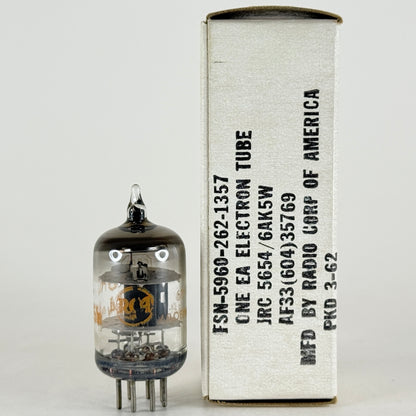 FSN-5960-262-1357
ONE EA ELECTRON TUBE
JRC 5654/6AK5W
AF33(604)35769
MFD BY RADIO CORP OF AMERICA
PKD 3-62